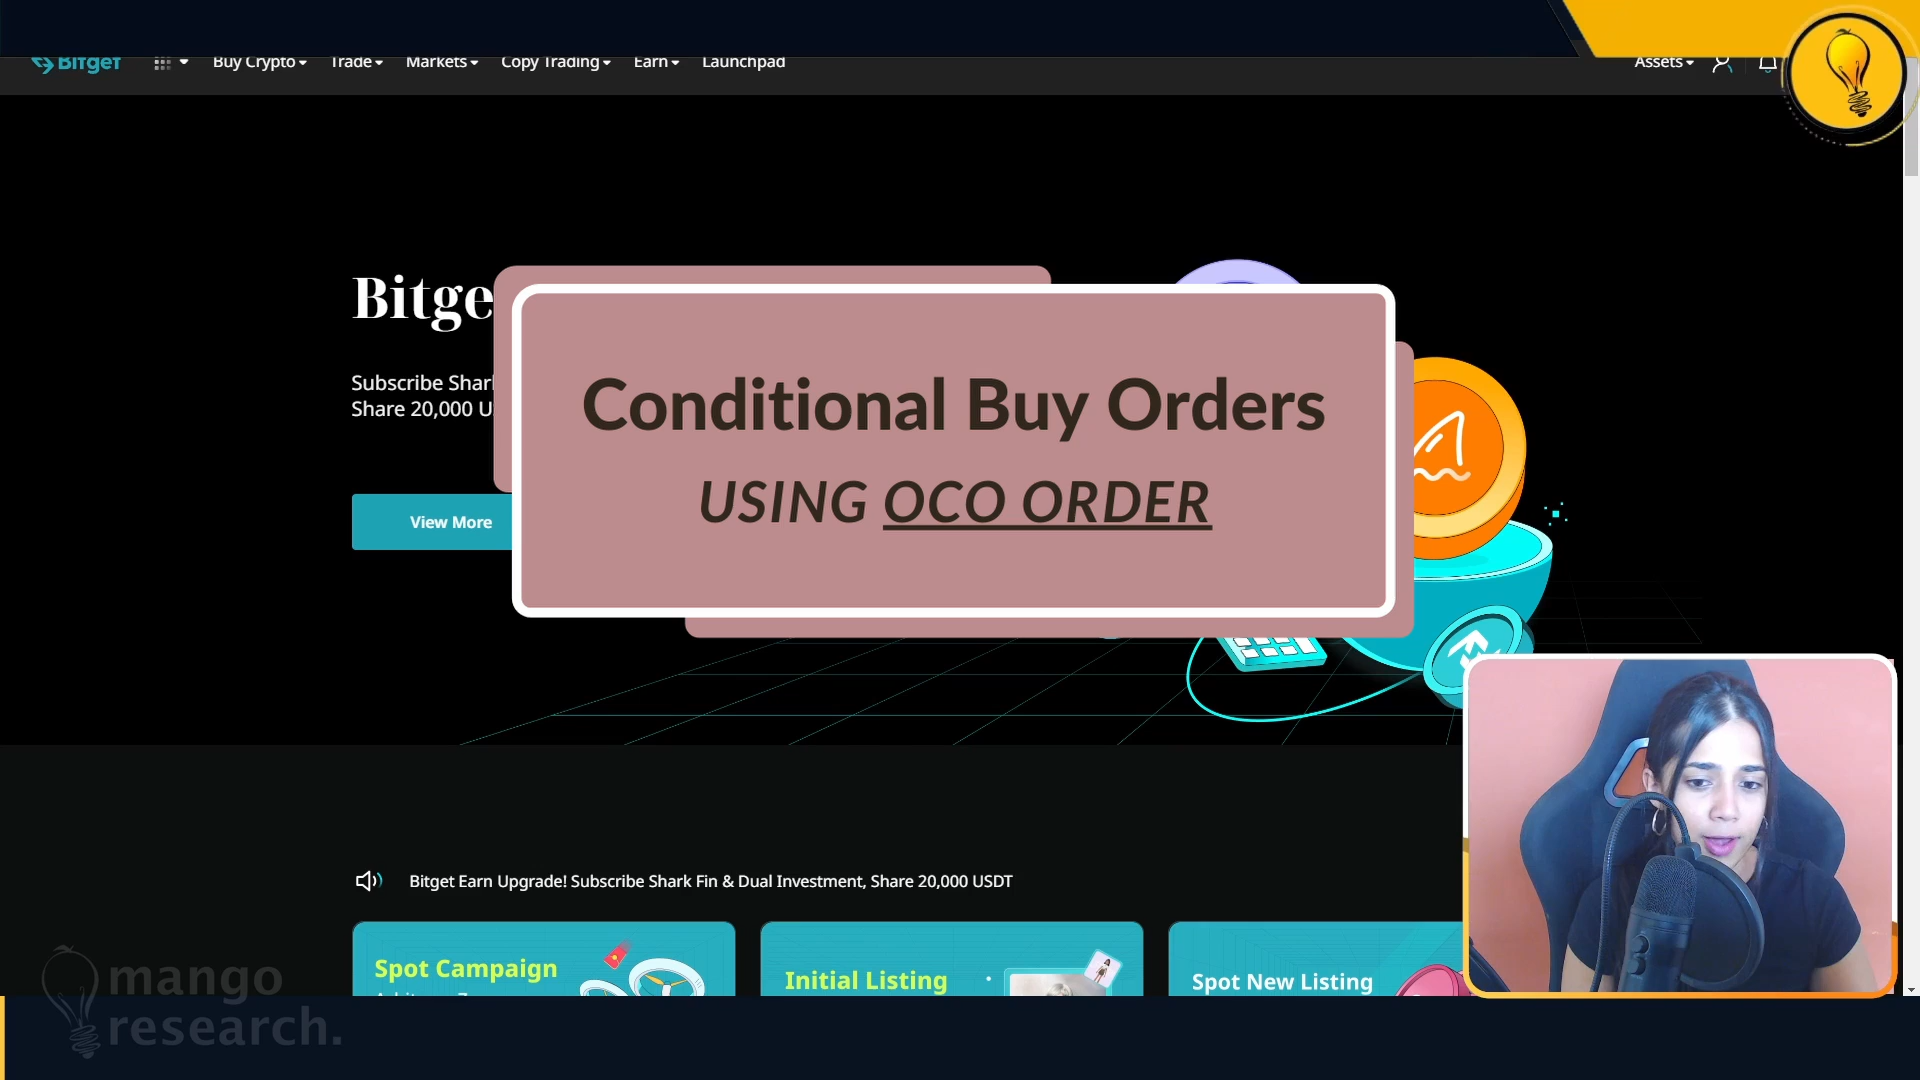 Bitget
Buy Crypto
Trade
Markets
Copy Trading
Earn
Launchpad
Assets
Bitge
Subscribe Shar
Share 20,000 U
View More
Conditional Buy Orders
USING OCO ORDER
Bitget Earn Upgrade! Subscribe Shark Fin & Dual Investment, Share 20,000 USDT
Spot Campaign
Initial Listing
Spot New Listing
mango
research.